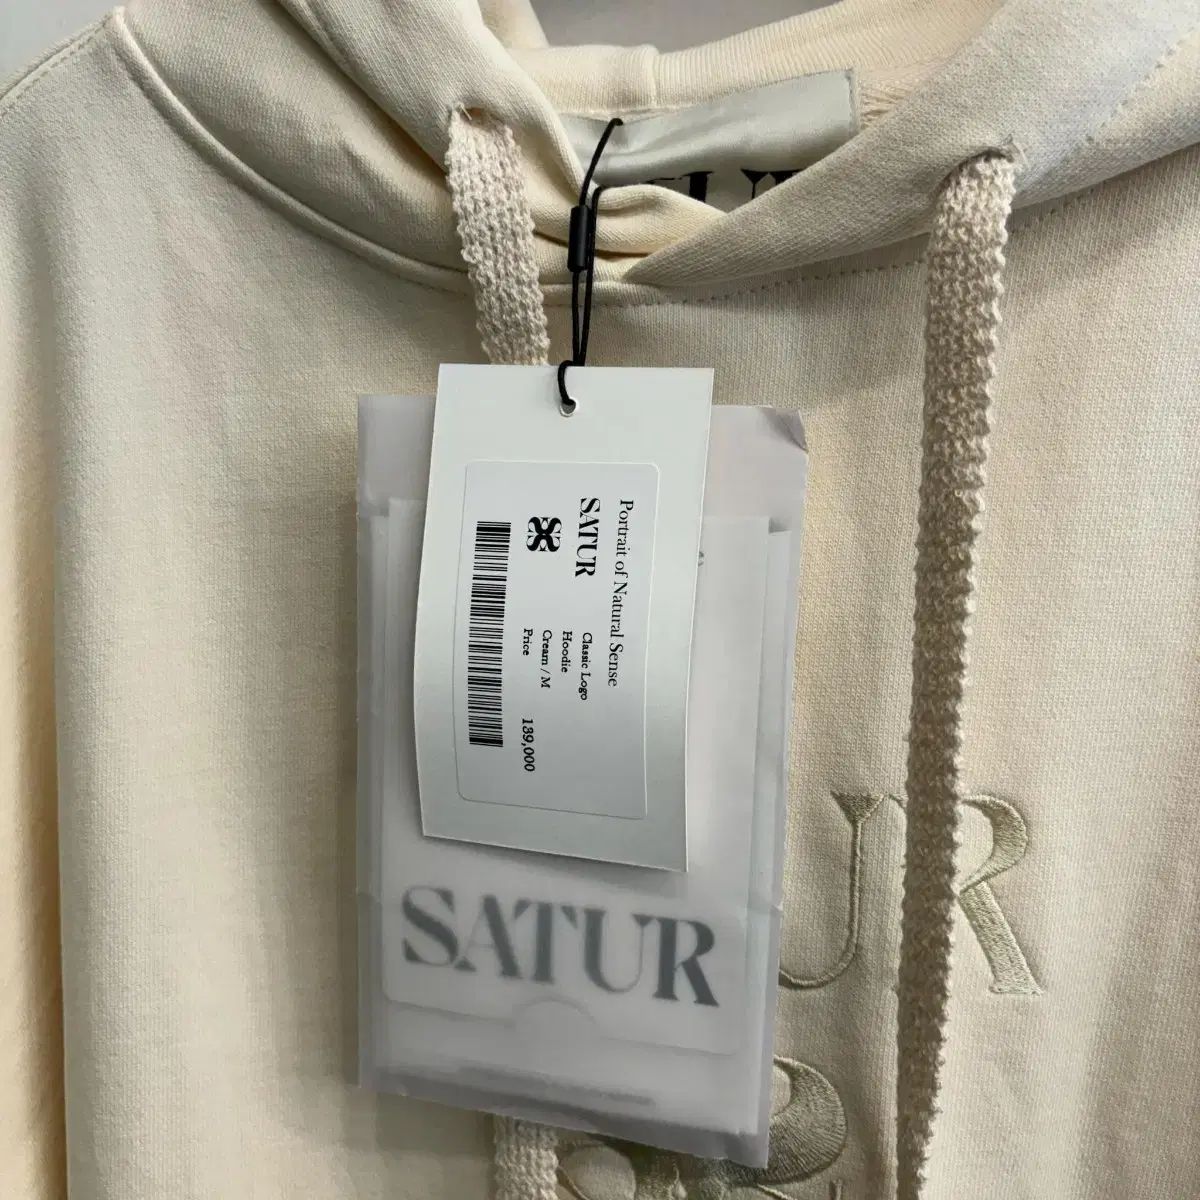 Portrait of Natural Sense
SATUR
Classic Logo
Hoodie
Cream / M
Price 139,000
SATUR
UR